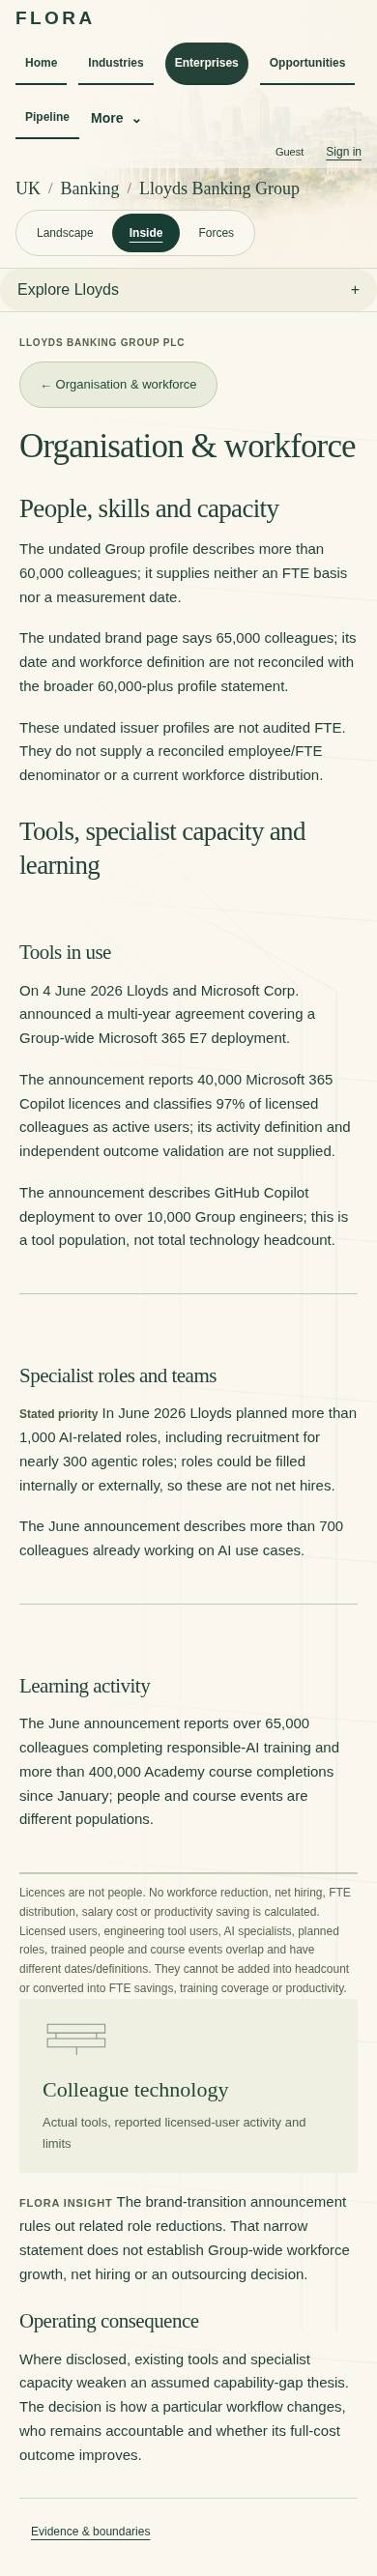 FLORA
Home Industries Enterprises Opportunities
Pipeline More ⌄
Guest Sign in
UK / Banking / Lloyds Banking Group
Landscape Inside Forces
Explore Lloyds +
LLOYDS BANKING GROUP PLC
← Organisation & workforce
Organisation & workforce
People, skills and capacity
The undated Group profile describes more than
60,000 colleagues; it supplies neither an FTE basis
nor a measurement date.
The undated brand page says 65,000 colleagues; its
date and workforce definition are not reconciled with
the broader 60,000-plus profile statement.
These undated issuer profiles are not audited FTE.
They do not supply a reconciled employee/FTE
denominator or a current workforce distribution.
Tools, specialist capacity and
learning
Tools in use
On 4 June 2026 Lloyds and Microsoft Corp.
announced a multi-year agreement covering a
Group-wide Microsoft 365 E7 deployment.
The announcement reports 40,000 Microsoft 365
Copilot licences and classifies 97% of licensed
colleagues as active users; its activity definition and
independent outcome validation are not supplied.
The announcement describes GitHub Copilot
deployment to over 10,000 Group engineers; this is
a tool population, not total technology headcount.
Specialist roles and teams
Stated priority In June 2026 Lloyds planned more than
1,000 AI-related roles, including recruitment for
nearly 300 agentic roles; roles could be filled
internally or externally, so these are not net hires.
The June announcement describes more than 700
colleagues already working on AI use cases.
Learning activity
The June announcement reports over 65,000
colleagues completing responsible-AI training and
more than 400,000 Academy course completions
since January; people and course events are
different populations.
Licences are not people. No workforce reduction, net hiring, FTE
distribution, salary cost or productivity saving is calculated.
Licensed users, engineering tool users, AI specialists, planned
roles, trained people and course events overlap and have
different dates/definitions. They cannot be added into headcount
or converted into FTE savings, training coverage or productivity.
Colleague technology
Actual tools, reported licensed-user activity and
limits
FLORA INSIGHT The brand-transition announcement
rules out related role reductions. That narrow
statement does not establish Group-wide workforce
growth, net hiring or an outsourcing decision.
Operating consequence
Where disclosed, existing tools and specialist
capacity weaken an assumed capability-gap thesis.
The decision is how a particular workflow changes,
who remains accountable and whether its full-cost
outcome improves.
Evidence & boundaries